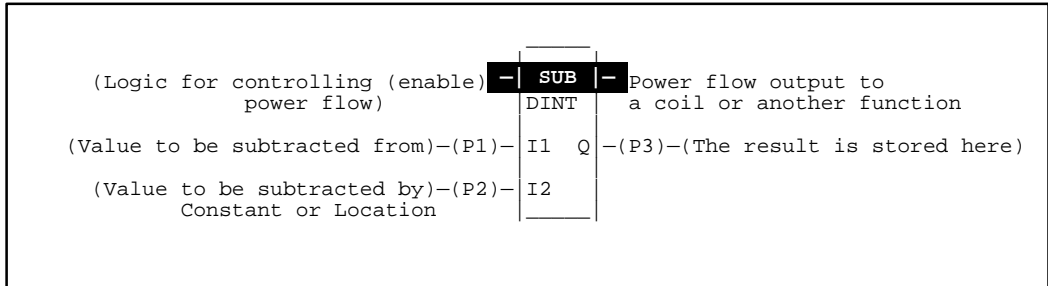 (Logic for controlling (enable) —| SUB |— Power flow output to
power flow) |DINT | a coil or another function
(Value to be subtracted from)—(P1)—|I1 Q|—(P3)—(The result is stored here)
(Value to be subtracted by)—(P2)—|I2
Constant or Location